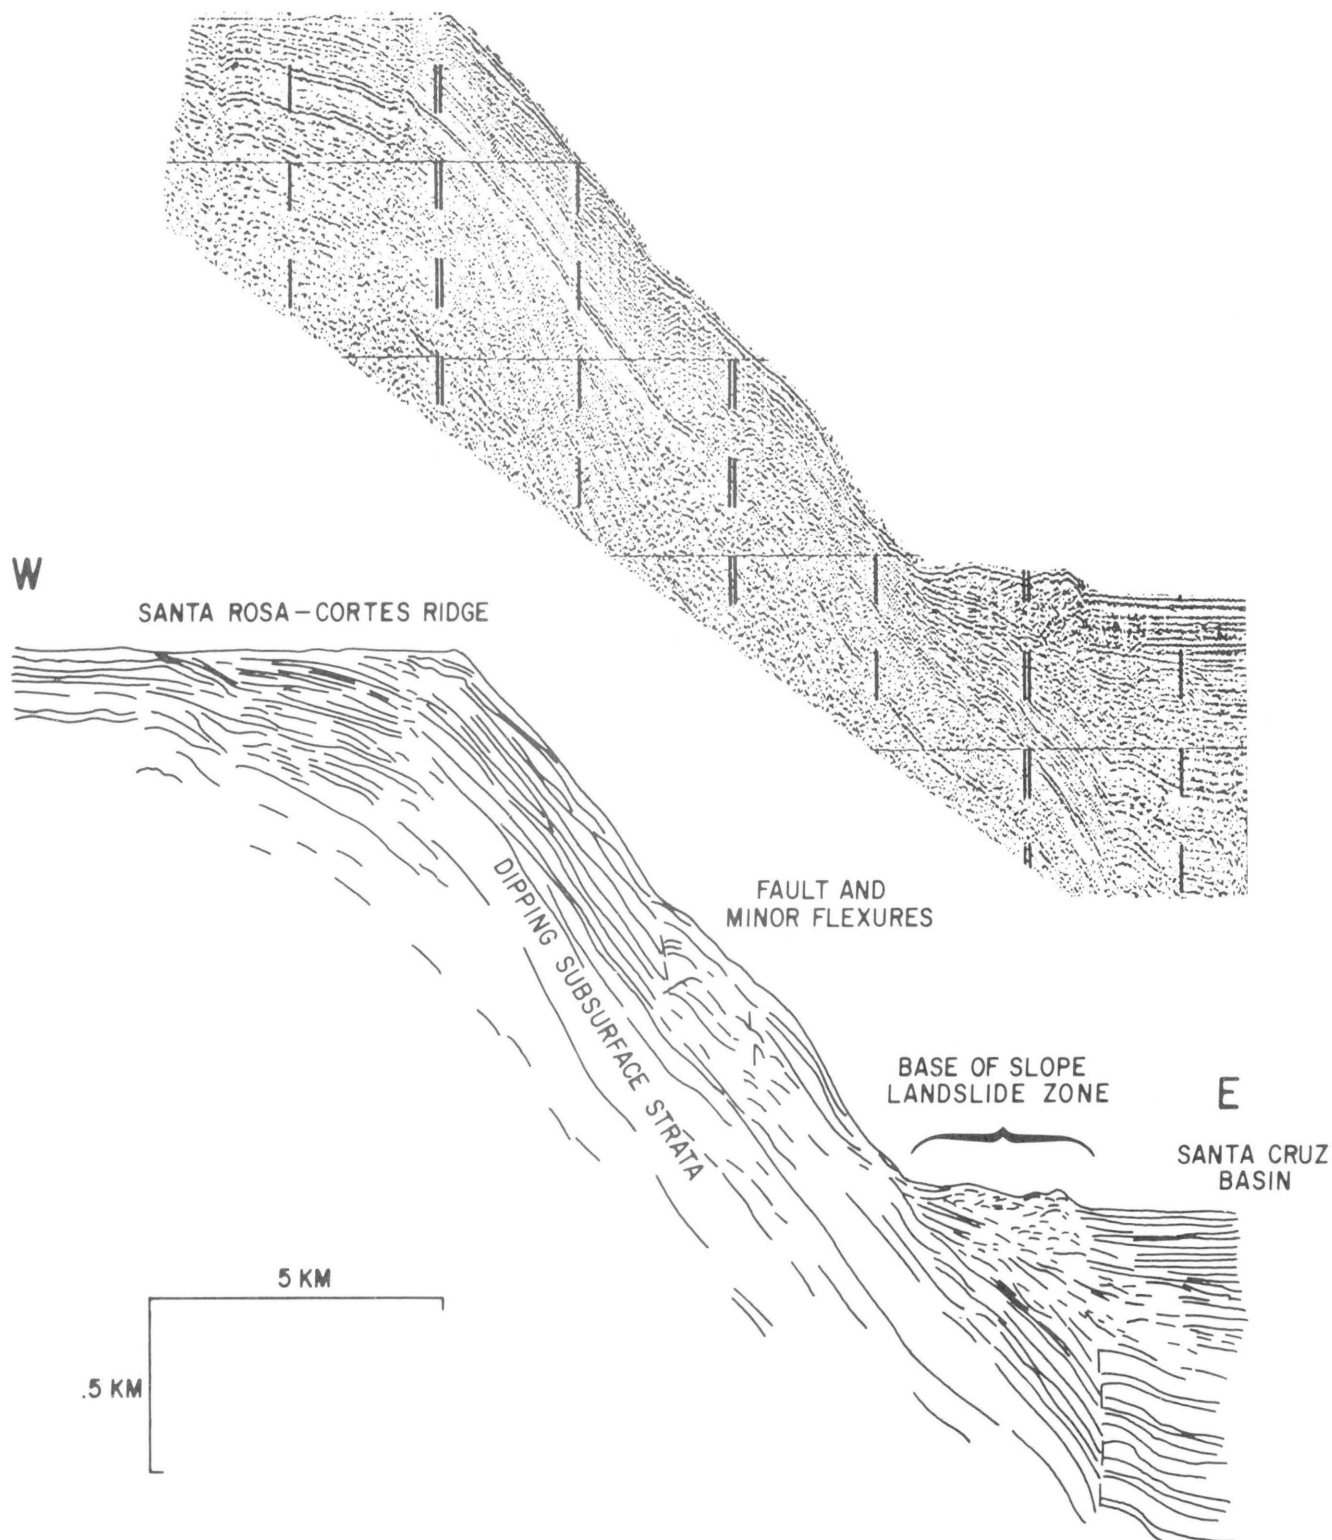 W
SANTA ROSA-CORTES RIDGE
DIPPING SUBSURFACE STRATA
FAULT AND
MINOR FLEXURES
BASE OF SLOPE
LANDSLIDE ZONE
E
SANTA CRUZ
BASIN
5 KM
.5 KM